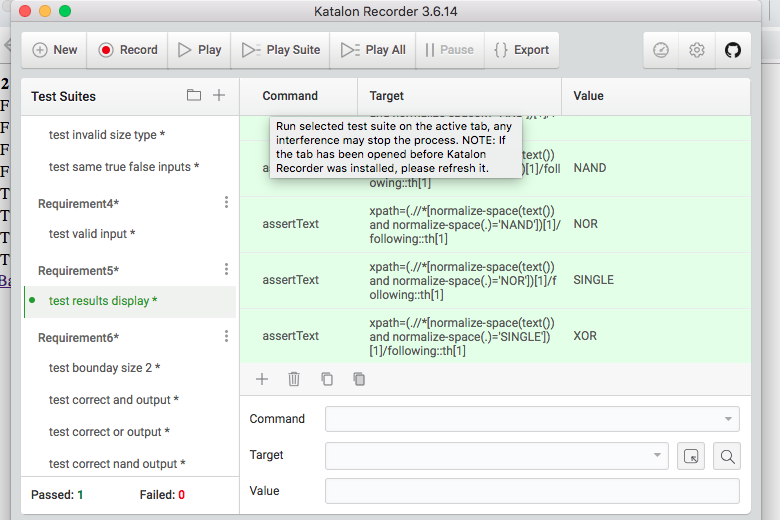 Katalon Recorder 3.6.14
New Record Play Play Suite Play All Pause Export
Test Suites
Command Target Value
test invalid size type *
test same true false inputs *
Requirement4*
test valid input *
Requirement5*
test results display *
Requirement6*
test bounday size 2 *
test correct and output *
test correct or output *
test correct nand output *
Passed: 1 Failed: 0
Run selected test suite on the active tab, any
interference may stop the process. NOTE: If
the tab has been opened before Katalon
Recorder was installed, please refresh it.
text())
llowing::th[1]
NAND
assertText
xpath=(.//*[normalize-space(text())
and normalize-space(.)='NAND'])[1]/
following::th[1]
NOR
assertText
xpath=(.//*[normalize-space(text())
and normalize-space(.)='NOR'])[1]/f
ollowing::th[1]
SINGLE
assertText
xpath=(.//*[normalize-space(text())
and normalize-space(.)='SINGLE'])
[1]/following::th[1]
XOR
Command
Target
Value
2
F
F
F
F
T
T
T
T
Ba